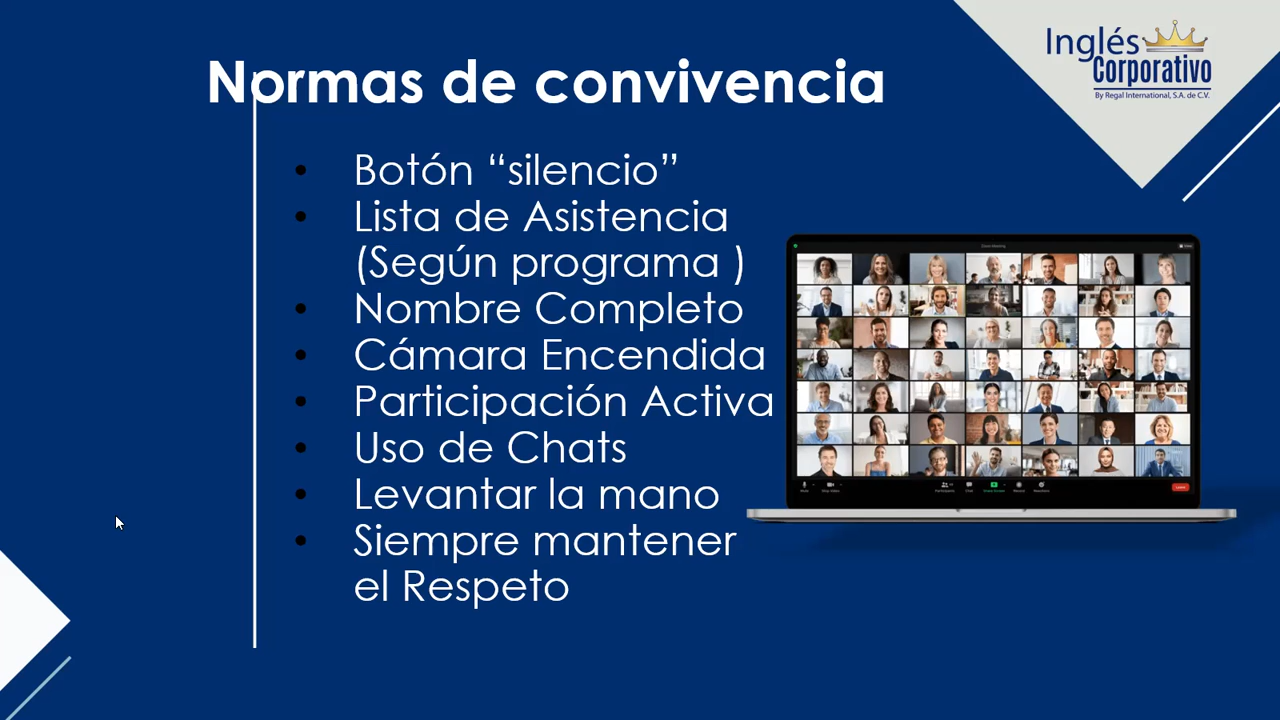 Inglés
Corporativo
By Regal International, S.A. de C.V.
Normas de convivencia
• Botón “silencio”
• Lista de Asistencia
(Según programa )
• Nombre Completo
• Cámara Encendida
• Participación Activa
• Uso de Chats
• Levantar la mano
• Siempre mantener
el Respeto